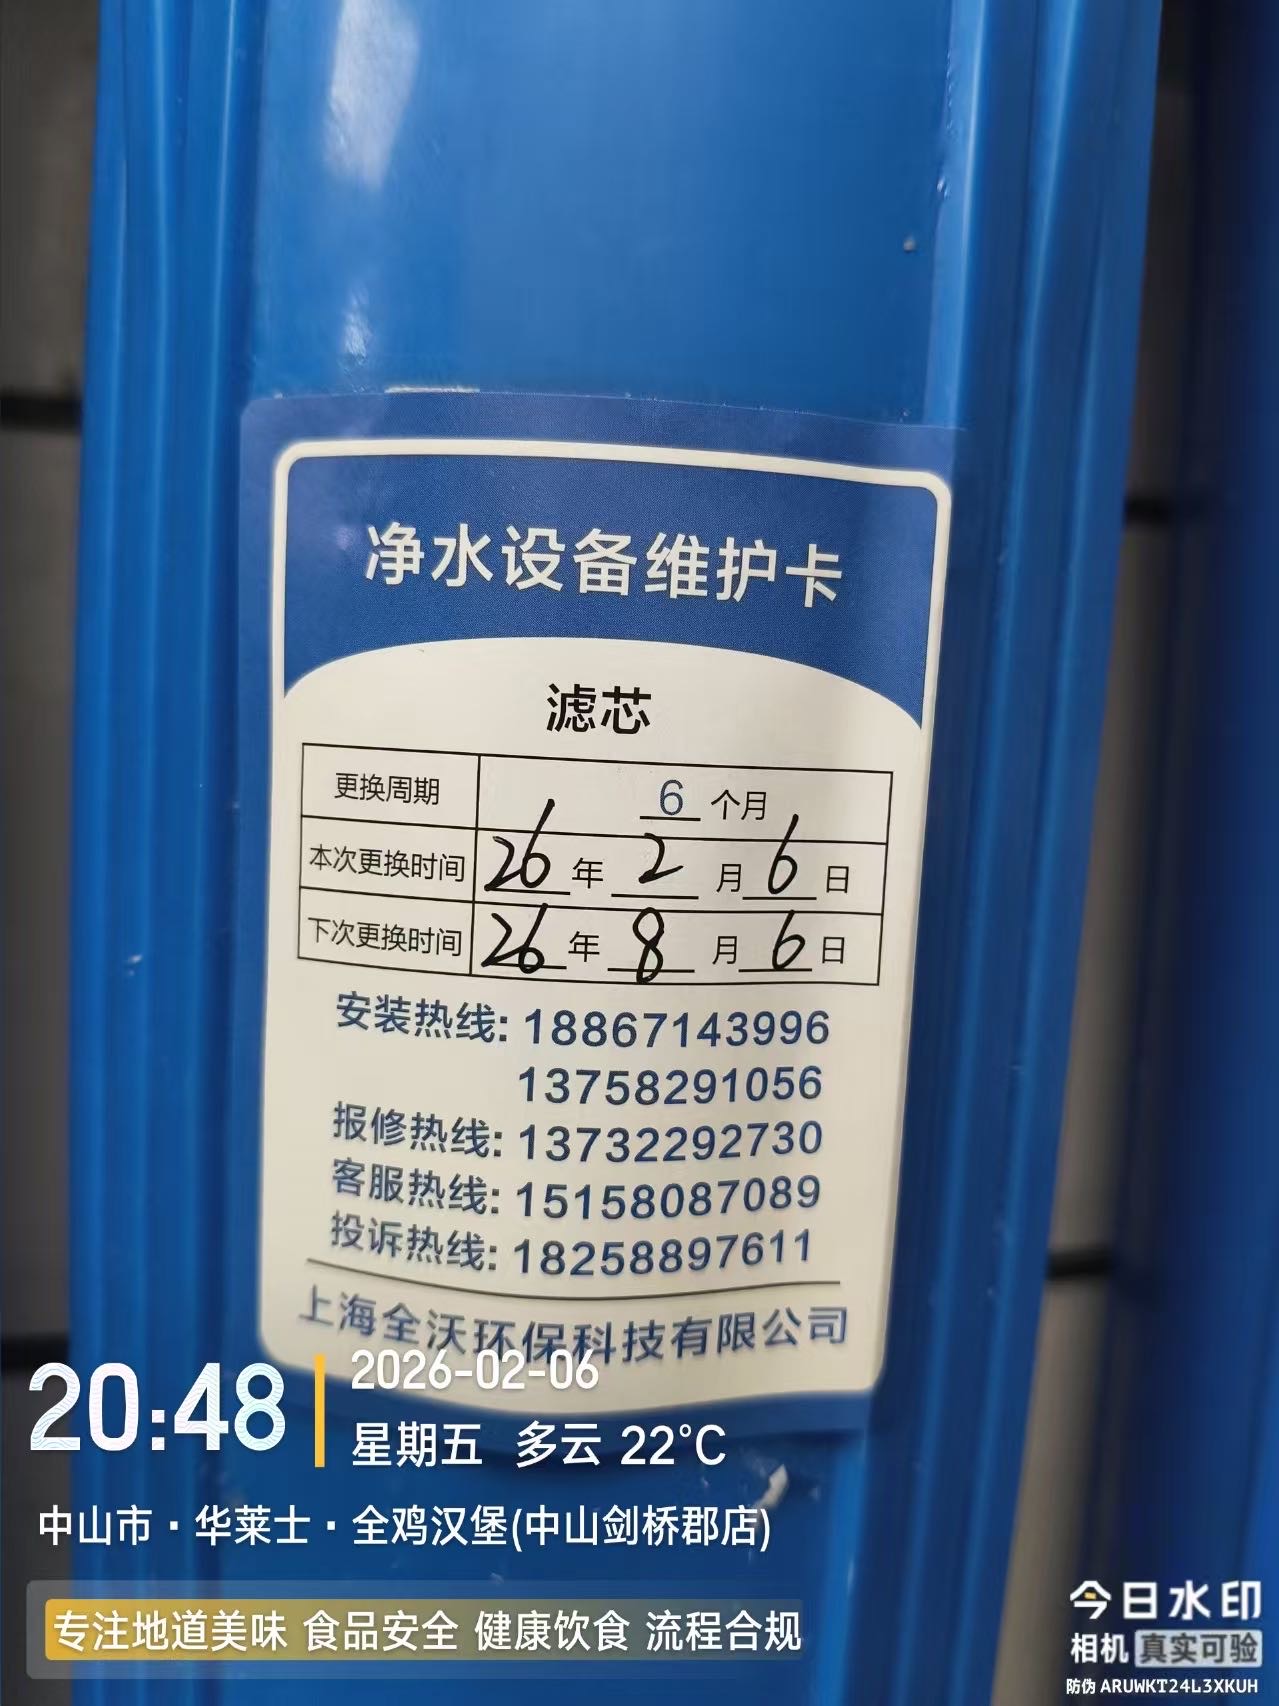 净水设备维护卡
滤芯
更换周期 6 个月
本次更换时间 26 年 2 月 6 日
下次更换时间 26 年 8 月 6 日
安装热线: 18867143996
13758291056
报修热线: 13732292730
客服热线: 15158087089
投诉热线: 18258897611
上海全沃环保科技有限公司
20:48
2026-02-06
星期五 多云 22°C
中山市·华莱士·全鸡汉堡(中山剑桥郡店)
专注地道美味 食品安全 健康饮食 流程合规
今日水印
相机 真实可验
防伪 ARUWKT24L3XKUH